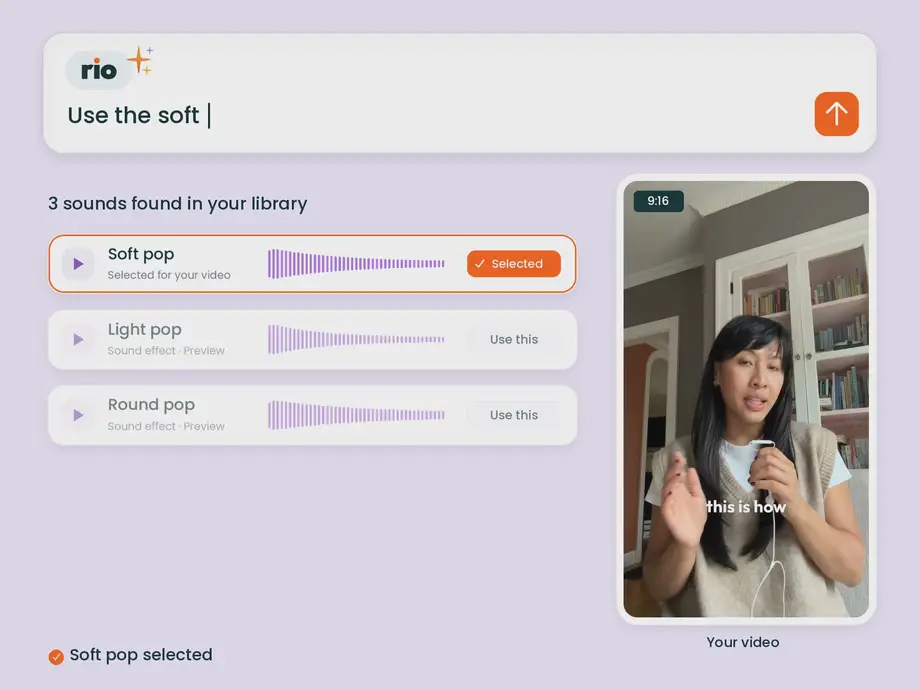 rio
Use the soft
3 sounds found in your library
Soft pop
Selected for your video
Selected
Light pop
Sound effect · Preview
Use this
Round pop
Sound effect · Preview
Use this
Soft pop selected
9:16
this is how
Your video